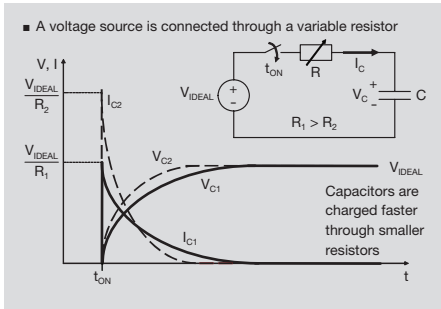 ■ A voltage source is connected through a variable resistor
V, I
V_IDEAL
R_2
I_C2
V_IDEAL
R_1
V_C2
V_C1
I_C1
V_IDEAL
t_ON
t
V_IDEAL
+
-
t_ON
R
I_C
V_C
+
-
C
R_1 > R_2
Capacitors are
charged faster
through smaller
resistors